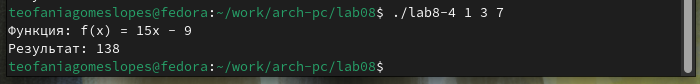 teofaniagomeslopes@fedora:~/work/arch-pc/lab08$ ./lab8-4 1 3 7
Функция: f(x) = 15x - 9
Результат: 138
teofaniagomeslopes@fedora:~/work/arch-pc/lab08$